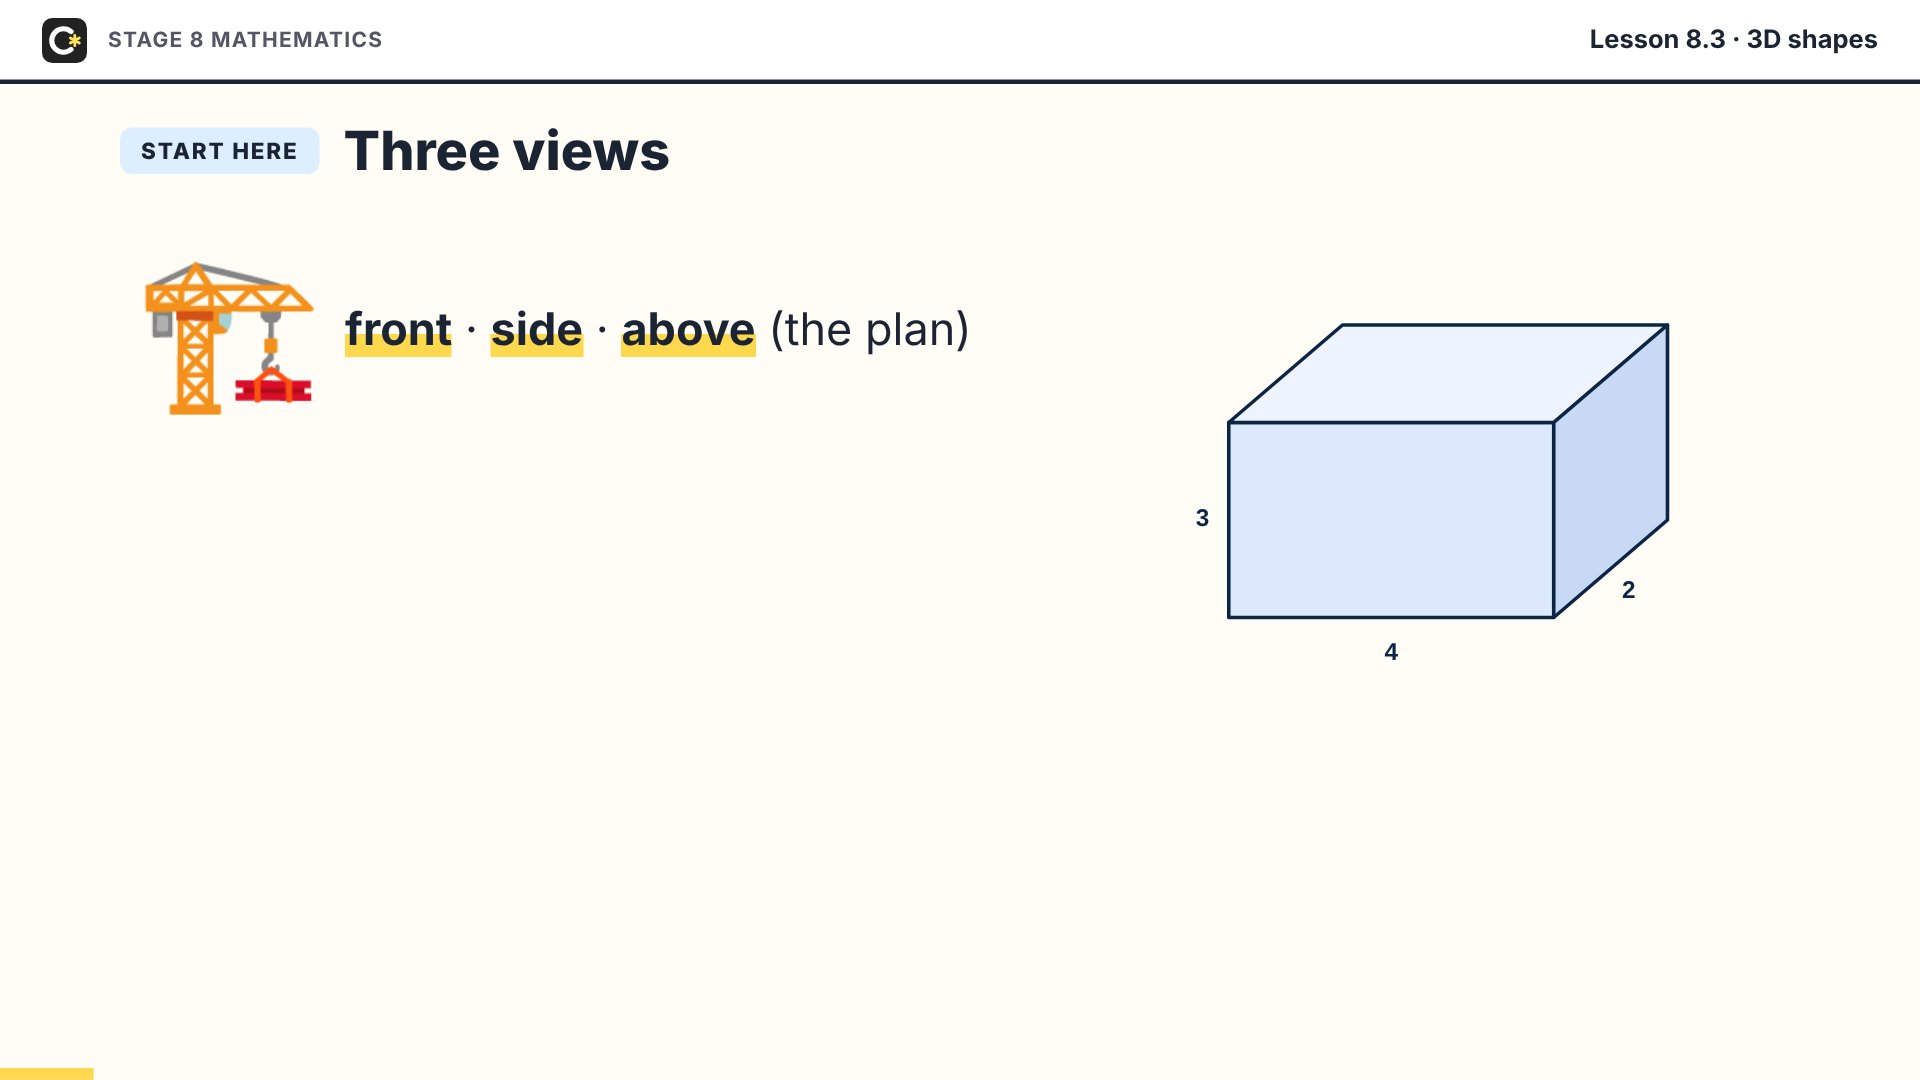 STAGE 8 MATHEMATICS
Lesson 8.3 · 3D shapes
START HERE
Three views
front · side · above (the plan)
3
2
4